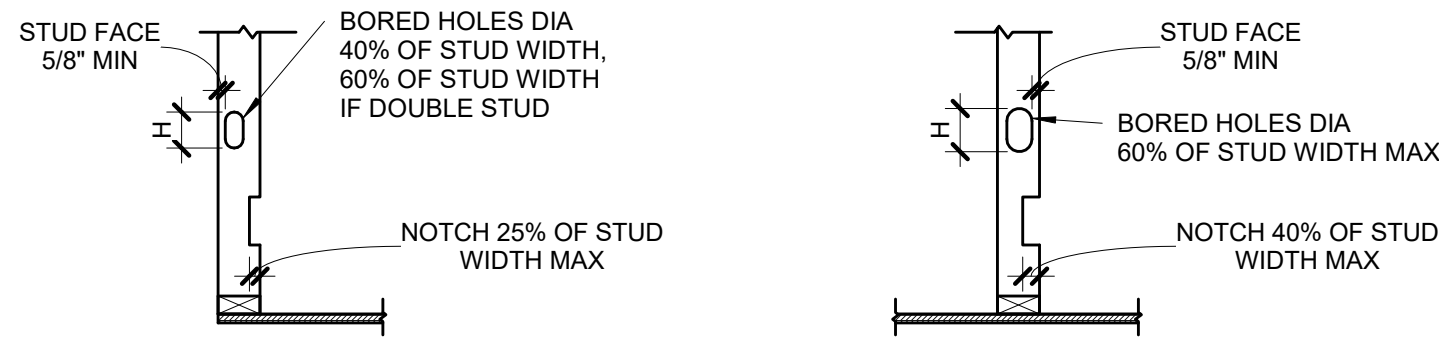 STUD FACE
5/8" MIN
BORED HOLES DIA
40% OF STUD WIDTH,
60% OF STUD WIDTH
IF DOUBLE STUD
H
NOTCH 25% OF STUD
WIDTH MAX
STUD FACE
5/8" MIN
H
BORED HOLES DIA
60% OF STUD WIDTH MAX
NOTCH 40% OF STUD
WIDTH MAX